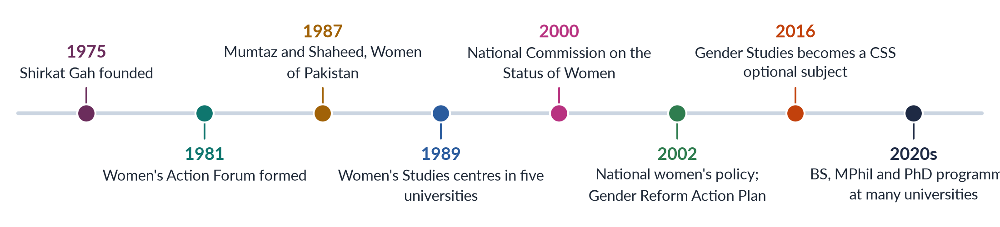 1975
Shirkat Gah founded
1981
Women's Action Forum formed
1987
Mumtaz and Shaheed, Women
of Pakistan
1989
Women's Studies centres in five
universities
2000
National Commission on the
Status of Women
2002
National women's policy;
Gender Reform Action Plan
2016
Gender Studies becomes a CSS
optional subject
2020s
BS, MPhil and PhD
at many universities